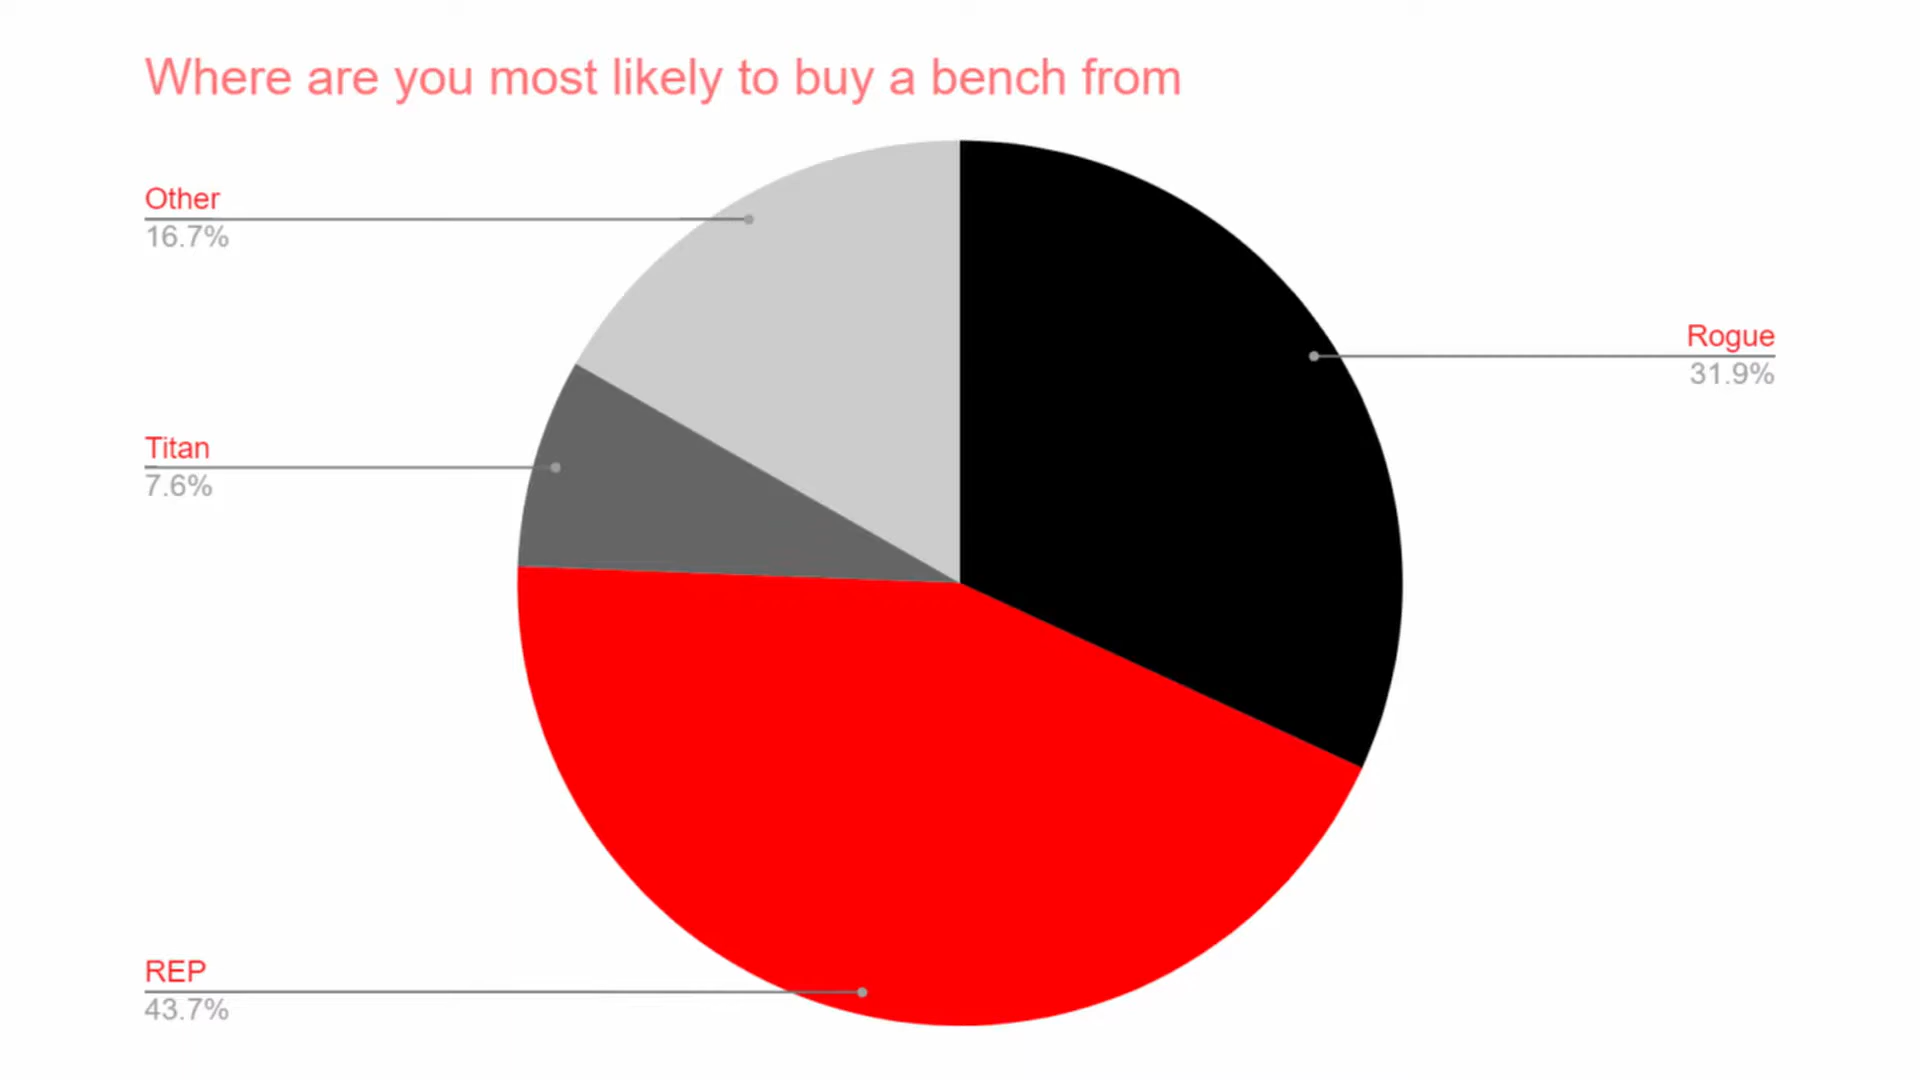 Where are you most likely to buy a bench from
Other
16.7%
Rogue
31.9%
Titan
7.6%
REP
43.7%